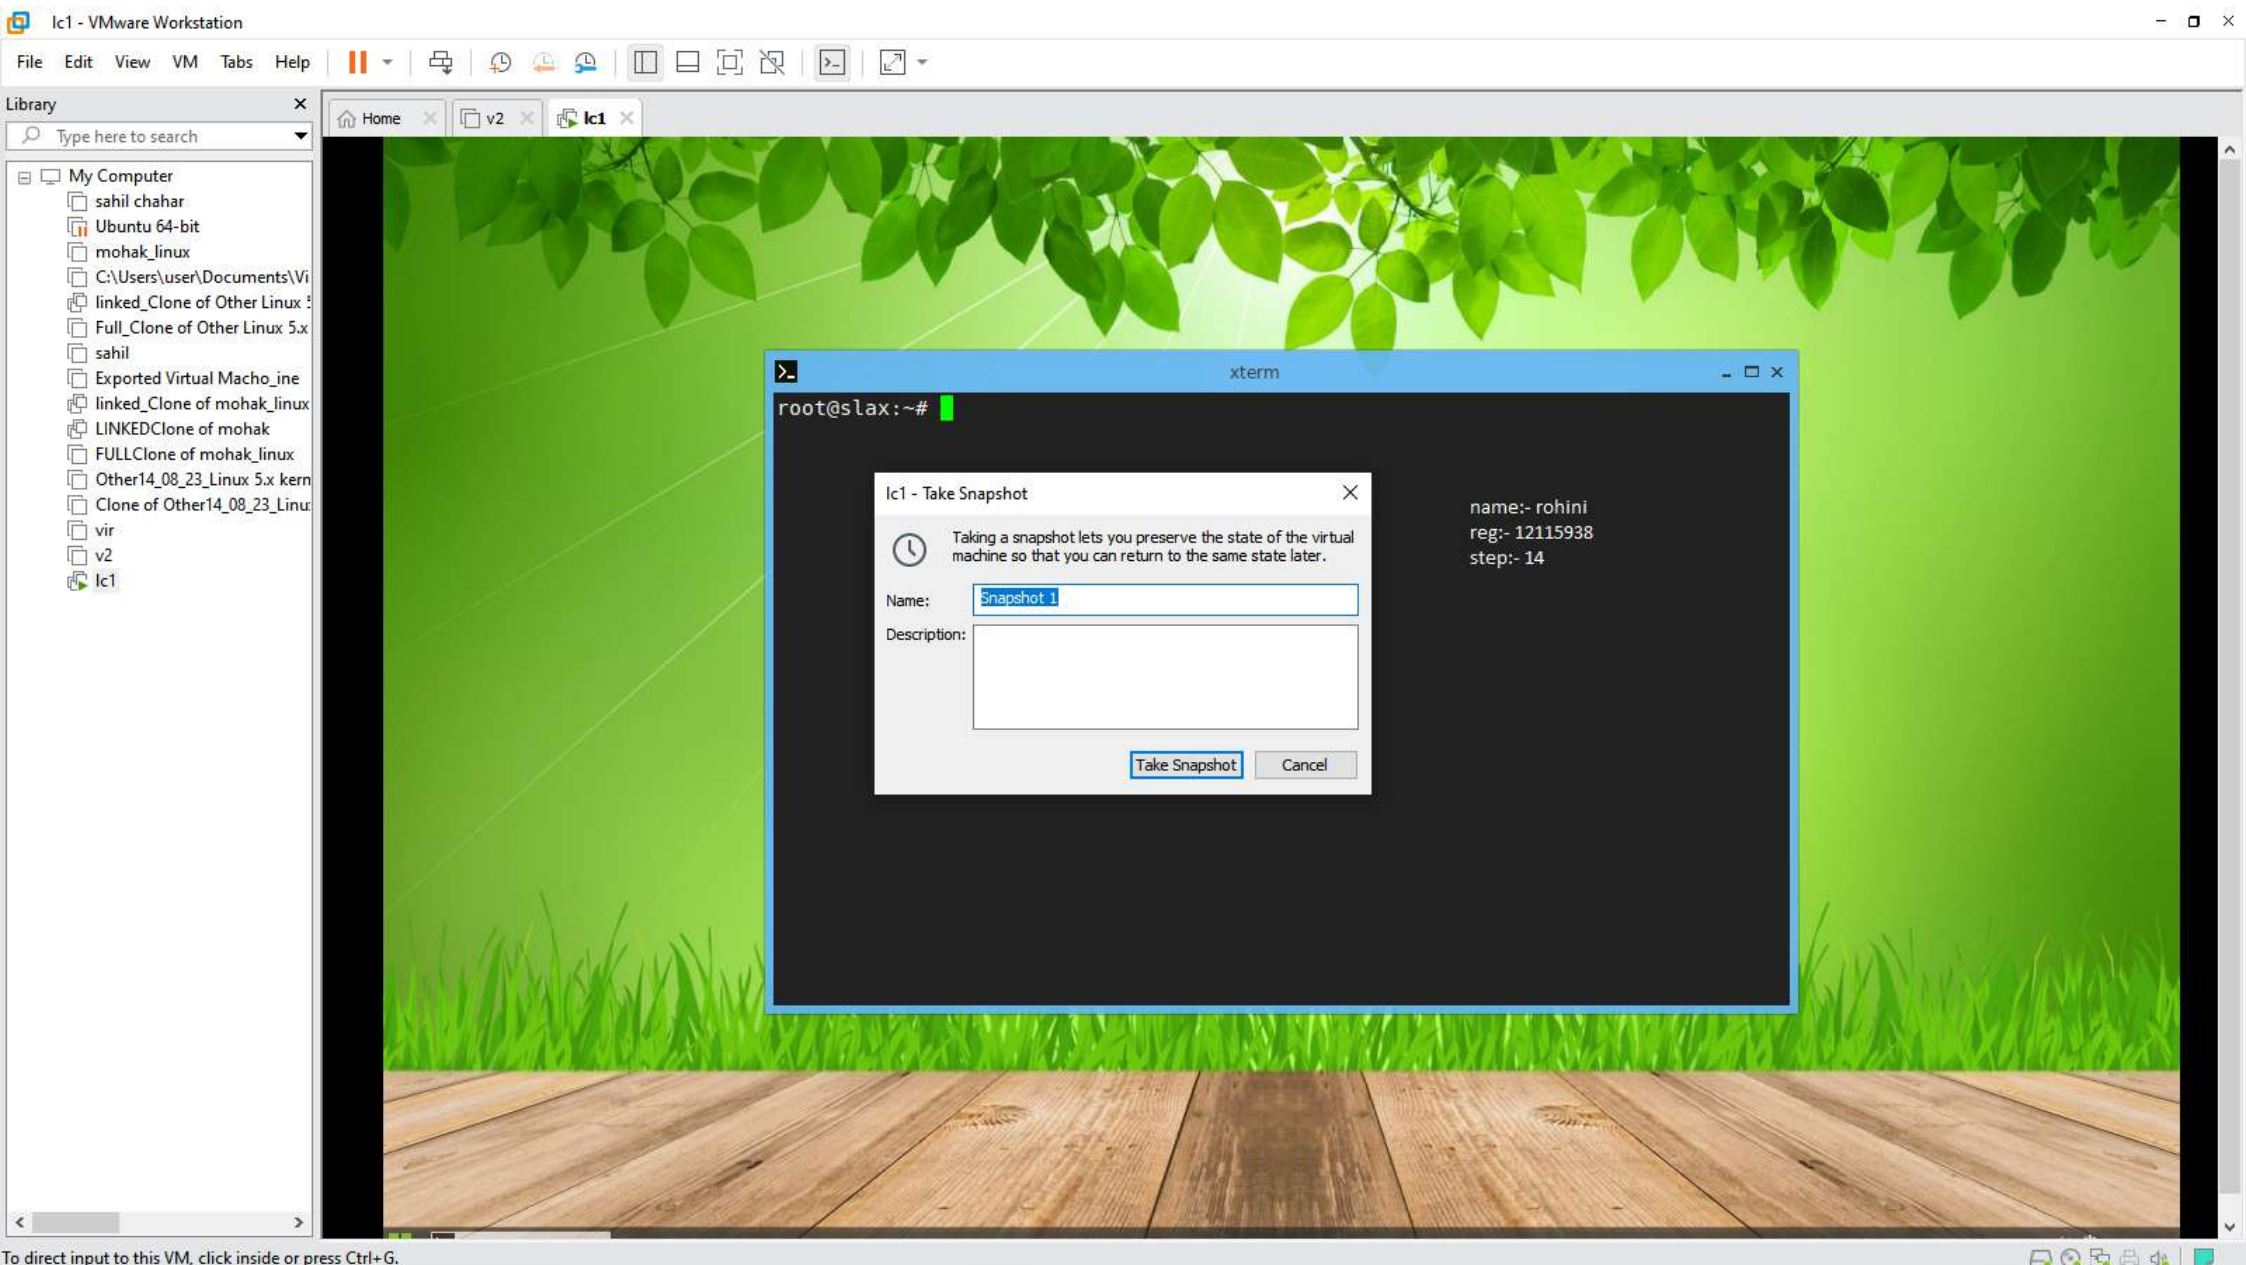 lc1 - VMware Workstation
File Edit View VM Tabs Help
Library
Type here to search
My Computer
sahil chahar
Ubuntu 64-bit
mohak_linux
C:\Users\user\Documents\Vi
linked_Clone of Other Linux 5
Full_Clone of Other Linux 5.x
sahil
Exported Virtual Macho_ine
linked_Clone of mohak_linux
LINKEDClone of mohak
FULLClone of mohak_linux
Other14_08_23_Linux 5.x kern
Clone of Other14_08_23_Linu
vir
v2
lc1
Home v2 lc1
xterm
root@slax:~#
lc1 - Take Snapshot
Taking a snapshot lets you preserve the state of the virtual
machine so that you can return to the same state later.
Name: Snapshot 1
Description:
Take Snapshot Cancel
name:- rohini
reg:- 12115938
step:- 14
To direct input to this VM, click inside or press Ctrl+G.